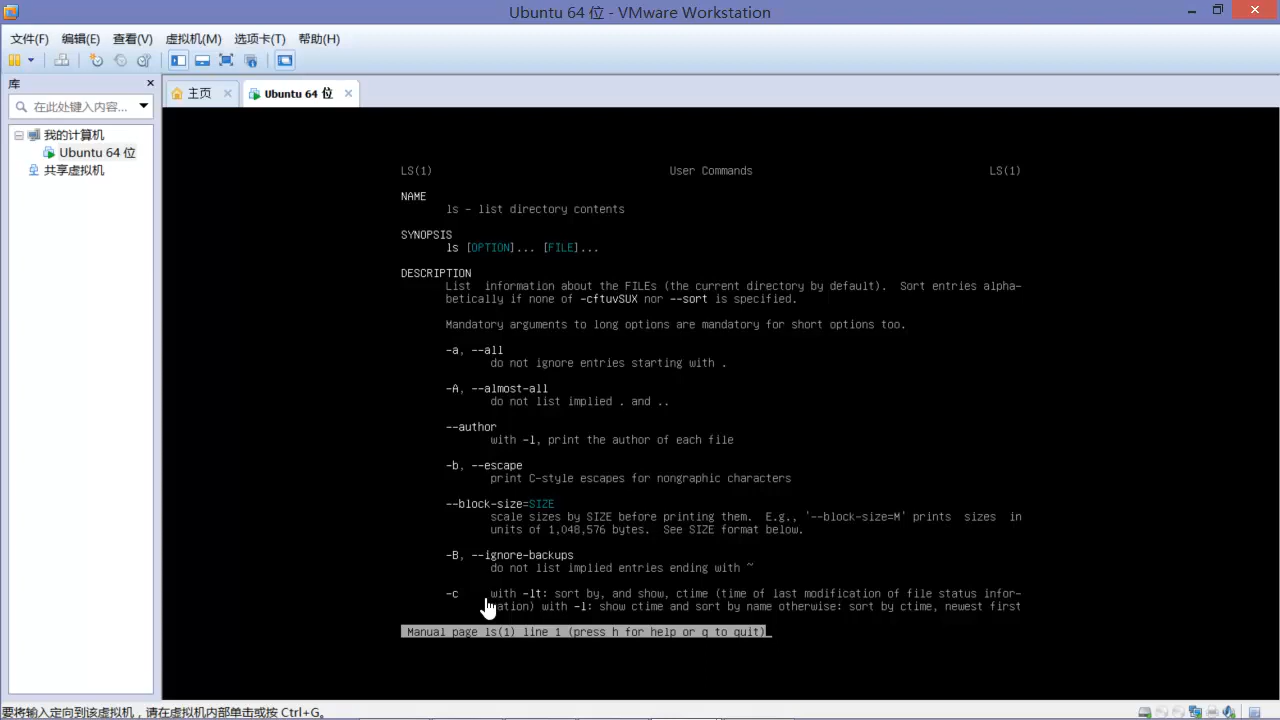 Ubuntu 64 位 - VMware Workstation
文件(F) 编辑(E) 查看(V) 虚拟机(M) 选项卡(T) 帮助(H)
库
在此处键入内容...
我的计算机
Ubuntu 64 位
共享虚拟机
主页 Ubuntu 64 位
LS(1) User Commands LS(1)
NAME
ls - list directory contents
SYNOPSIS
ls [OPTION]... [FILE]...
DESCRIPTION
List information about the FILEs (the current directory by default). Sort entries alpha-
betically if none of -cftuvSUX nor --sort is specified.
Mandatory arguments to long options are mandatory for short options too.
-a, --all
do not ignore entries starting with .
-A, --almost-all
do not list implied . and ..
--author
with -l, print the author of each file
-b, --escape
print C-style escapes for nongraphic characters
--block-size=SIZE
scale sizes by SIZE before printing them. E.g., '--block-size=M' prints sizes in
units of 1,048,576 bytes. See SIZE format below.
-B, --ignore-backups
do not list implied entries ending with ~
-c with -lt: sort by, and show, ctime (time of last modification of file status infor-
mation) with -l: show ctime and sort by name otherwise: sort by ctime, newest first
Manual page ls(1) line 1 (press h for help or q to quit)
要将输入定向到该虚拟机，请在虚拟机内部单击或按 Ctrl+G。